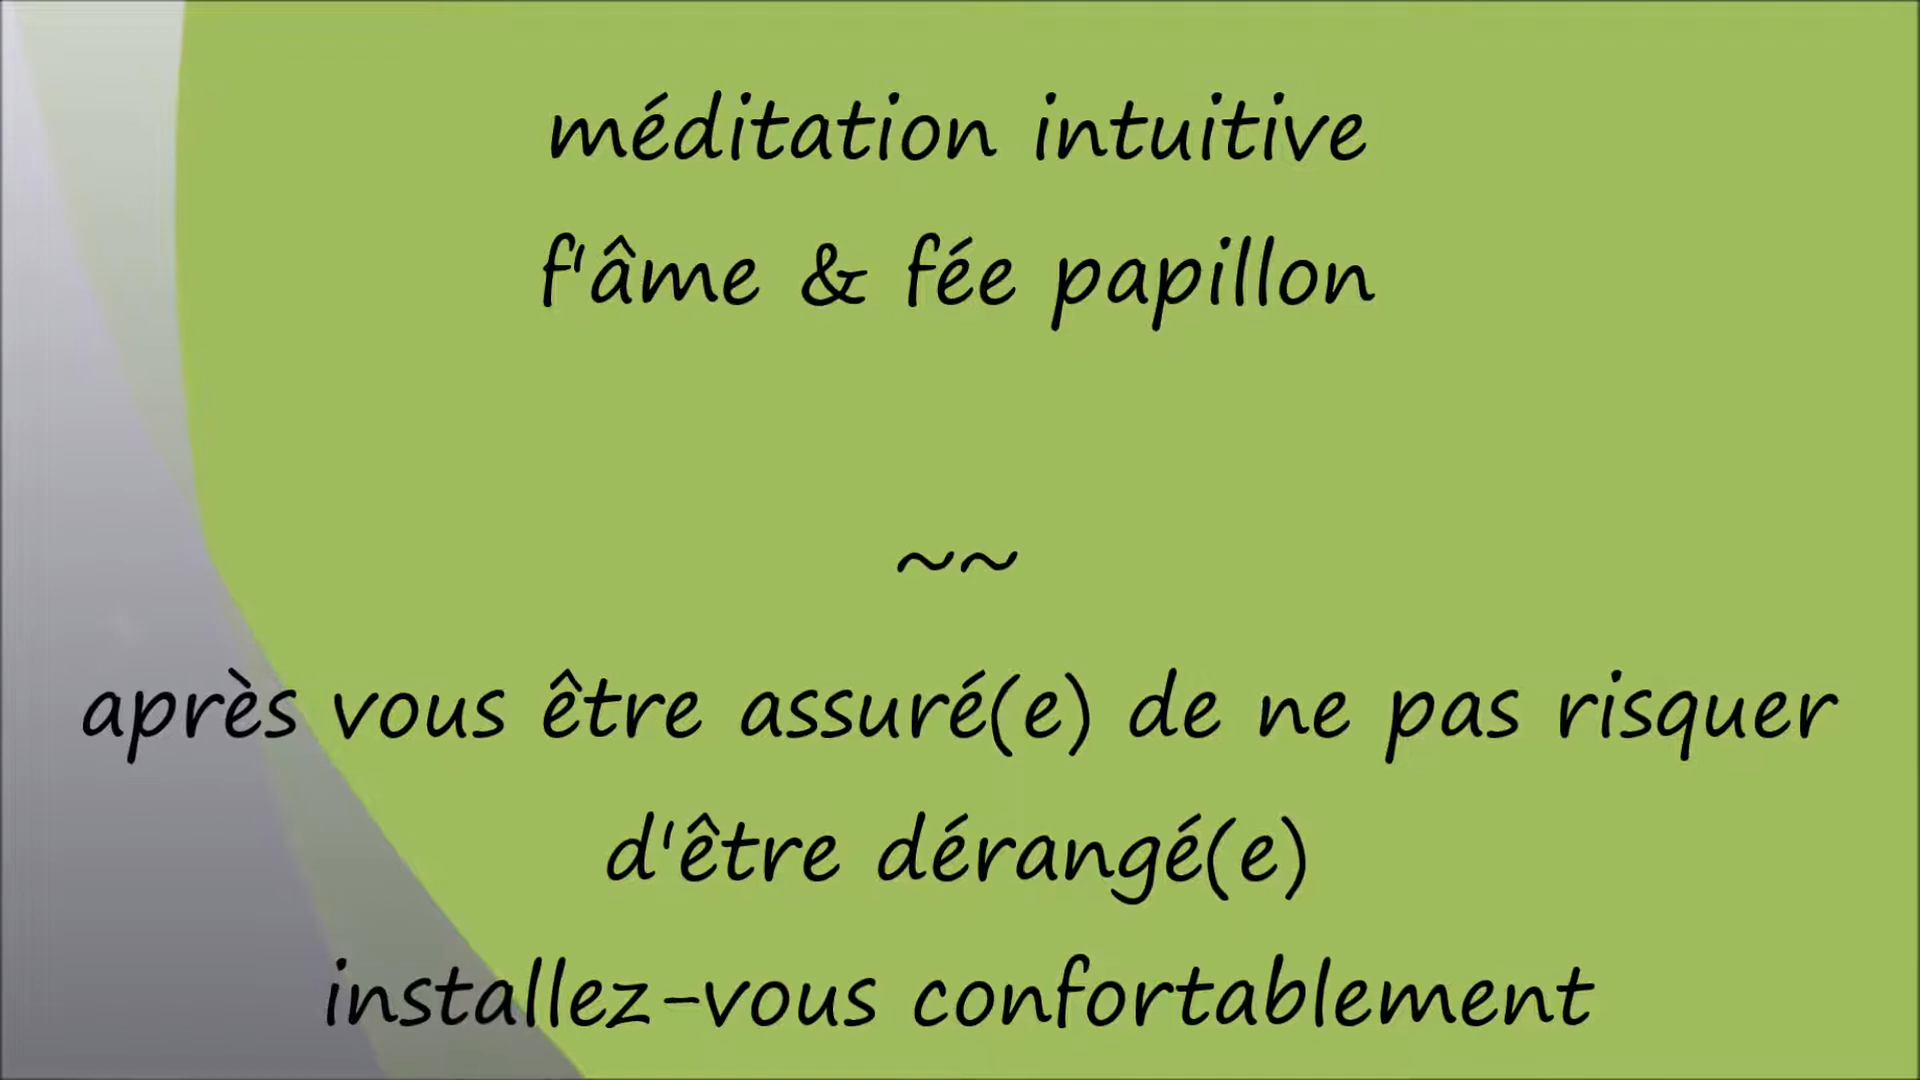 méditation intuitive
f'âme & fée papillon
~~
après vous être assuré(e) de ne pas risquer
d'être dérangé(e)
installez-vous confortablement